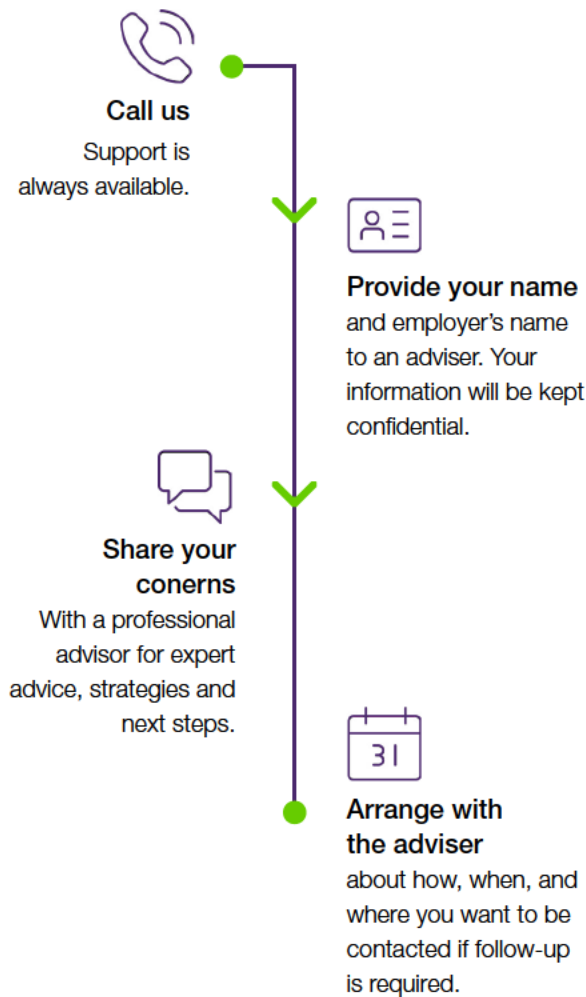 Call us
Support is
always available.
Provide your name
and employer’s name
to an adviser. Your
information will be kept
confidential.
Share your
conerns
With a professional
advisor for expert
advice, strategies and
next steps.
31
Arrange with
the adviser
about how, when, and
where you want to be
contacted if follow-up
is required.